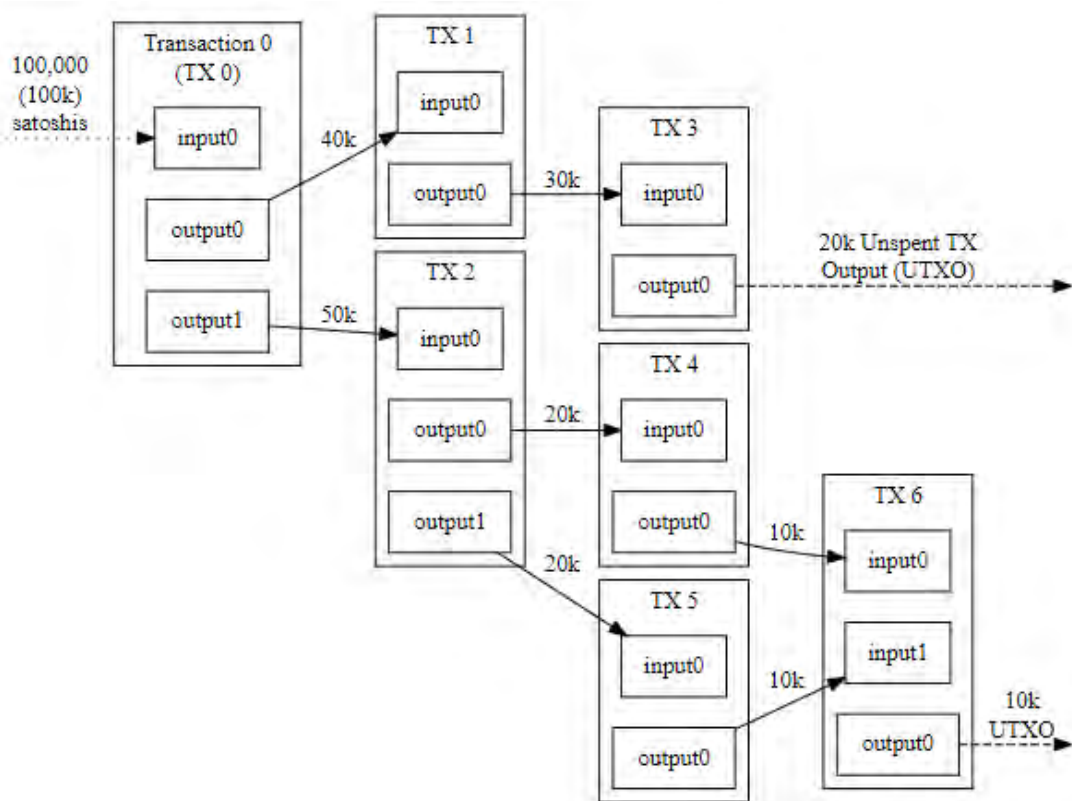 100,000
(100k)
satoshis
Transaction 0
(TX 0)
input0
output0
output1
40k
50k
TX 1
input0
output0
30k
TX 2
input0
output0
output1
20k
20k
TX 3
input0
output0
20k Unspent TX
Output (UTXO)
TX 4
input0
output0
10k
TX 5
input0
output0
10k
TX 6
input0
input1
output0
10k
UTXO